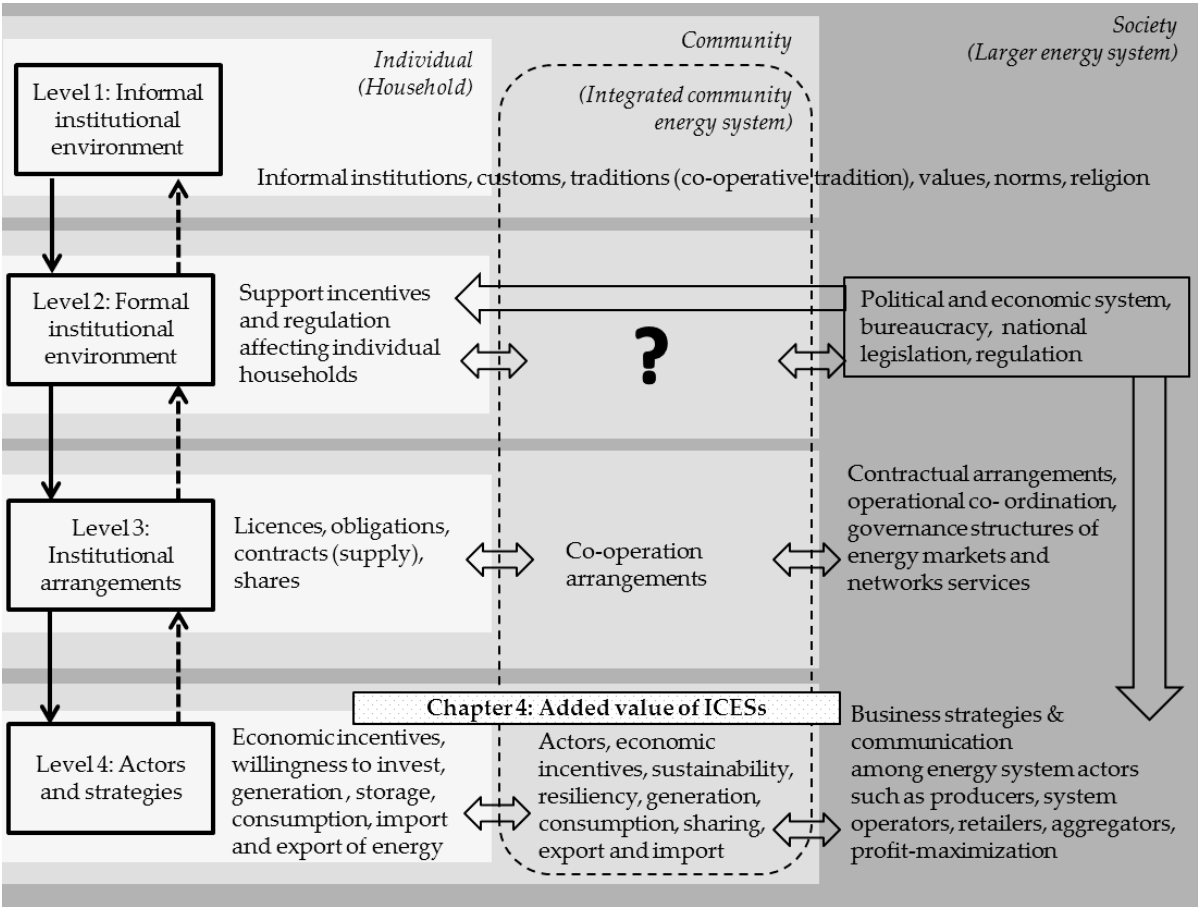 Society
(Larger energy system)
Community
Individual
(Household)
(Integrated community
energy system)
Level 1: Informal
institutional
environment
Informal institutions, customs, traditions (co-operative tradition), values, norms, religion
Level 2: Formal
institutional
environment
Support incentives
and regulation
affecting individual
households
?
Political and economic system,
bureaucracy, national
legislation, regulation
Level 3:
Institutional
arrangements
Licences, obligations,
contracts (supply),
shares
Co-operation
arrangements
Contractual arrangements,
operational co- ordination,
governance structures of
energy markets and
networks services
Chapter 4: Added value of ICESs
Level 4: Actors
and strategies
Economic incentives,
willingness to invest,
generation , storage,
consumption, import
and export of energy
Actors, economic
incentives, sustainability,
resiliency, generation,
consumption, sharing,
export and import
Business strategies &
communication
among energy system actors
such as producers, system
operators, retailers, aggregators,
profit-maximization